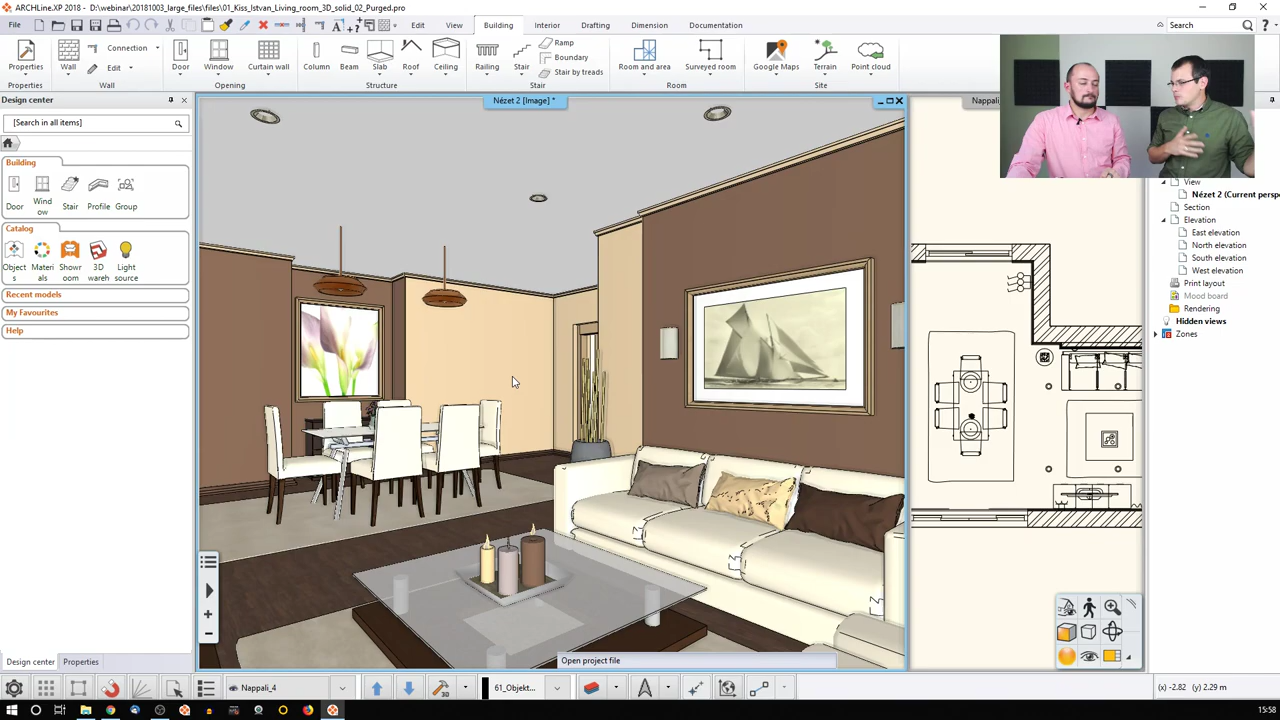 ARCHLine.XP 2018 - D:\webinar\20181003_large_files\files\01_Kiss_Istvan_Living_room_3D_solid_02_Purged.pro
File Edit View Building Interior Drafting Dimension Documentation Search
Properties Wall Connection Edit Door Window Curtain wall Column Beam Slab Roof Ceiling Railing Stair Ramp Boundary Stair by treads Room and area Surveyed room Google Maps Terrain Point cloud
Properties Wall Opening Structure Stair Room Site
Design center
Nézet 2 [Image] *
Nappali
[Search in all items]
Building
Door Wind ow Stair Profile Group
Catalog
Object s Materi als Showr oom 3D wareh Light source
Recent models
My Favourites
Help
View
Nézet 2 (Current perspe
Section
Elevation
East elevation
North elevation
South elevation
West elevation
Print layout
Mood board
Rendering
Hidden views
Zones
Open project file
Design center Properties
Nappali_4
61_Objekt...
(x) -2.82 (y) 2.29 m
15:58